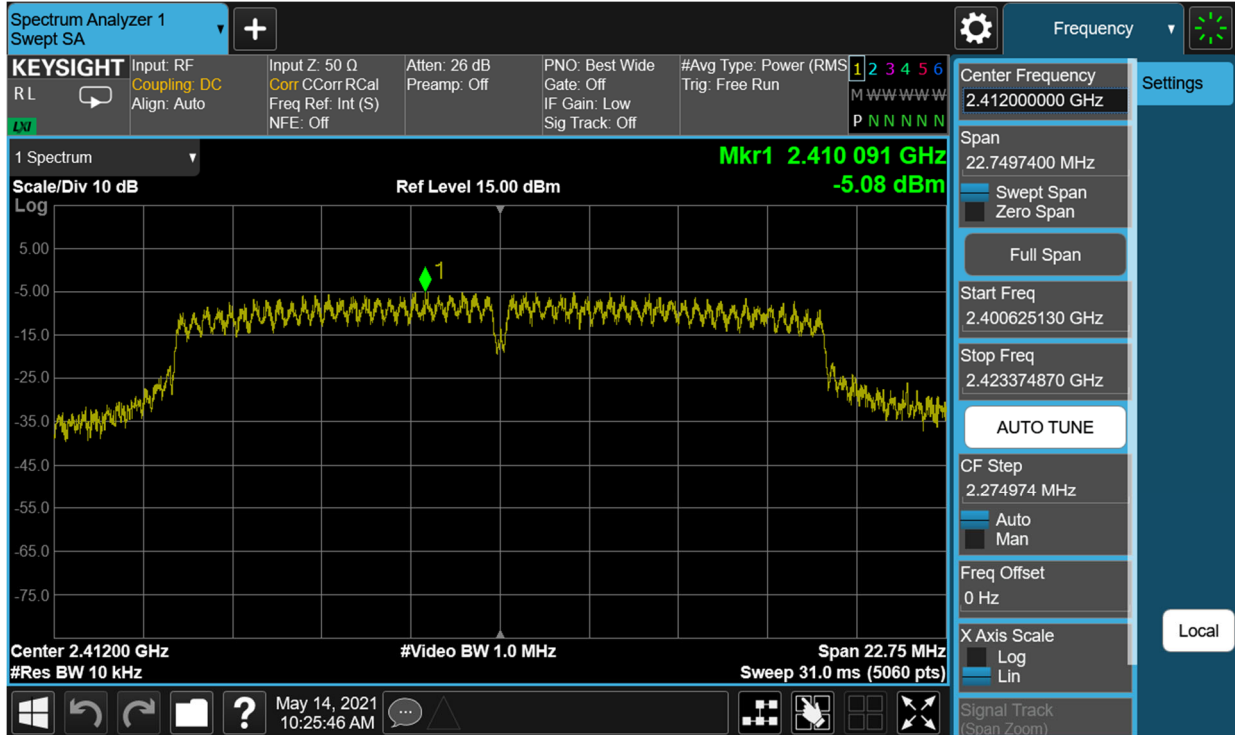 Spectrum Analyzer 1
Swept SA
Frequency
KEYSIGHT
R L
LXI
Input: RF
Coupling: DC
Align: Auto
Input Z: 50 Ω
Corr CCorr RCal
Freq Ref: Int (S)
NFE: Off
Atten: 26 dB
Preamp: Off
PNO: Best Wide
Gate: Off
IF Gain: Low
Sig Track: Off
#Avg Type: Power (RMS
Trig: Free Run
1 2 3 4 5 6
M W W W W W
P N N N N N
1 Spectrum
Mkr1 2.410 091 GHz
Scale/Div 10 dB
Ref Level 15.00 dBm
-5.08 dBm
Log
5.00
-5.00
-15.0
-25.0
-35.0
-45.0
-55.0
-65.0
-75.0
1
Center 2.41200 GHz
#Video BW 1.0 MHz
Span 22.75 MHz
#Res BW 10 kHz
Sweep 31.0 ms (5060 pts)
Center Frequency
2.412000000 GHz
Span
22.7497400 MHz
Swept Span
Zero Span
Full Span
Start Freq
2.400625130 GHz
Stop Freq
2.423374870 GHz
AUTO TUNE
CF Step
2.274974 MHz
Auto
Man
Freq Offset
0 Hz
X Axis Scale
Log
Lin
Signal Track
(Span Zoom)
Settings
Local
?
May 14, 2021
10:25:46 AM